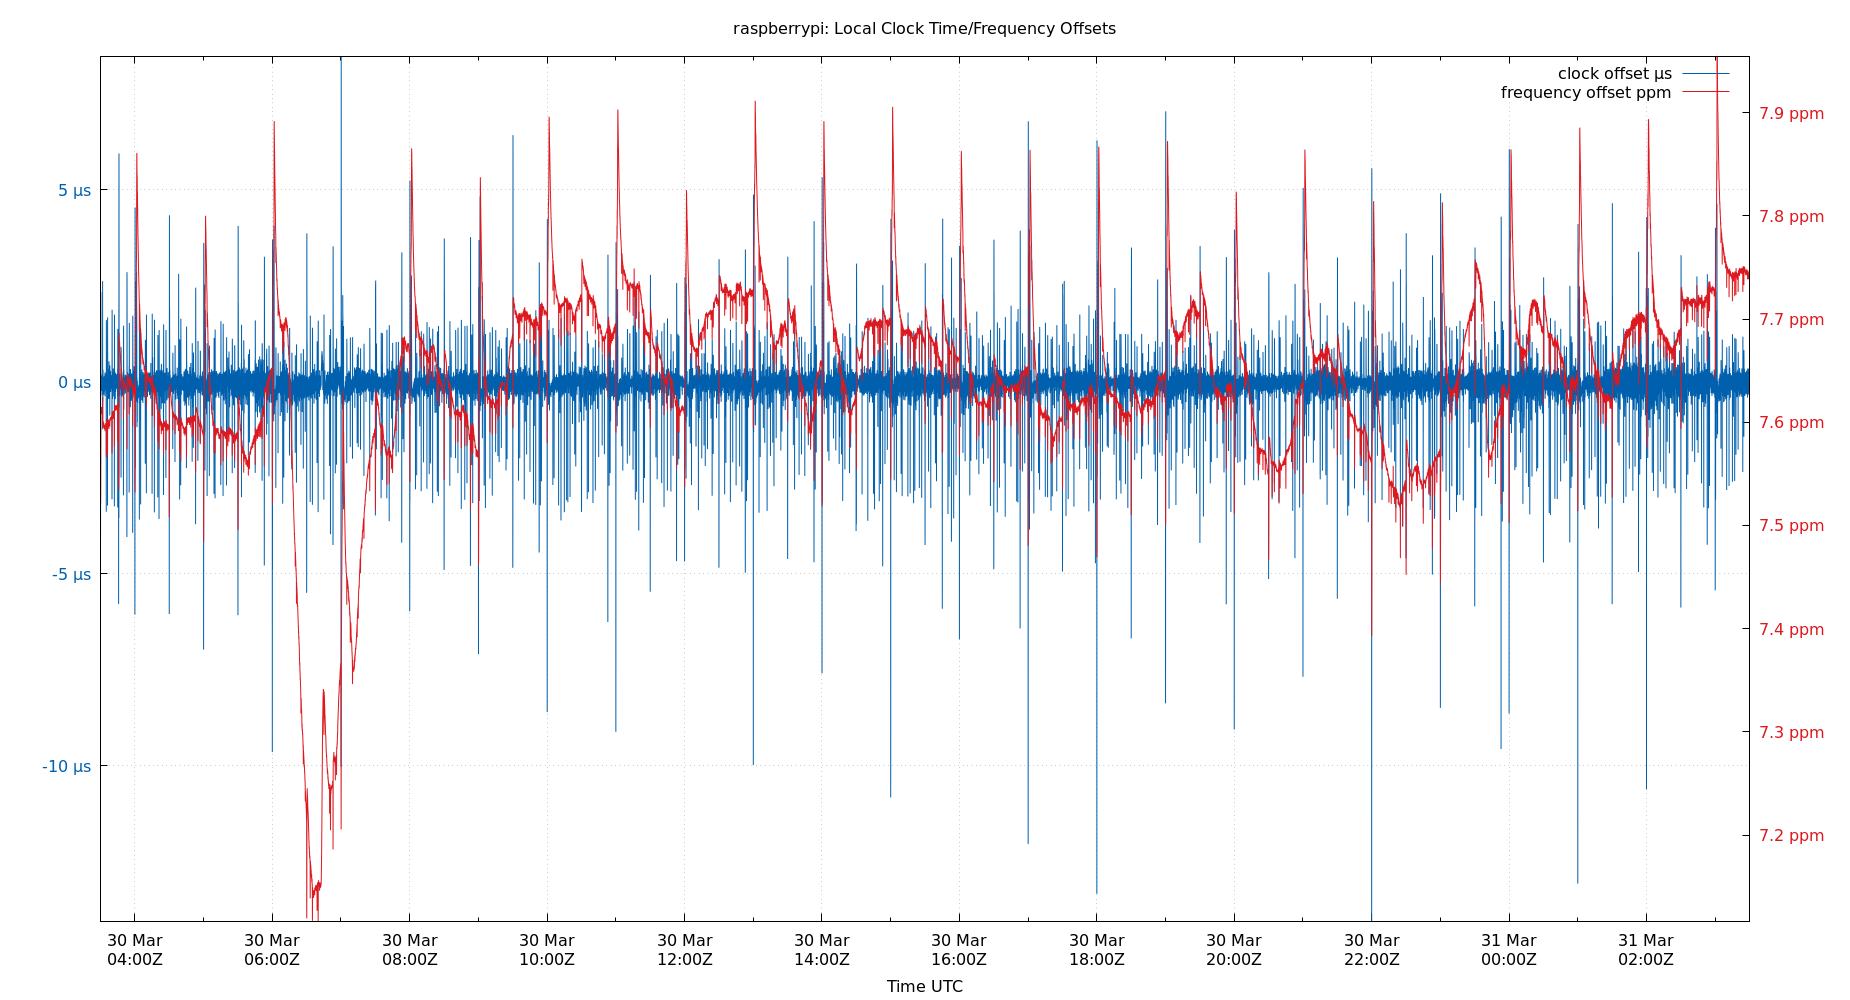 raspberrypi: Local Clock Time/Frequency Offsets
clock offset µs
frequency offset ppm
5 µs
0 µs
-5 µs
-10 µs
7.9 ppm
7.8 ppm
7.7 ppm
7.6 ppm
7.5 ppm
7.4 ppm
7.3 ppm
7.2 ppm
30 Mar 30 Mar 30 Mar 30 Mar 30 Mar 30 Mar 30 Mar 30 Mar 30 Mar 30 Mar 31 Mar 31 Mar
04:00Z 06:00Z 08:00Z 10:00Z 12:00Z 14:00Z 16:00Z 18:00Z 20:00Z 22:00Z 00:00Z 02:00Z
Time UTC